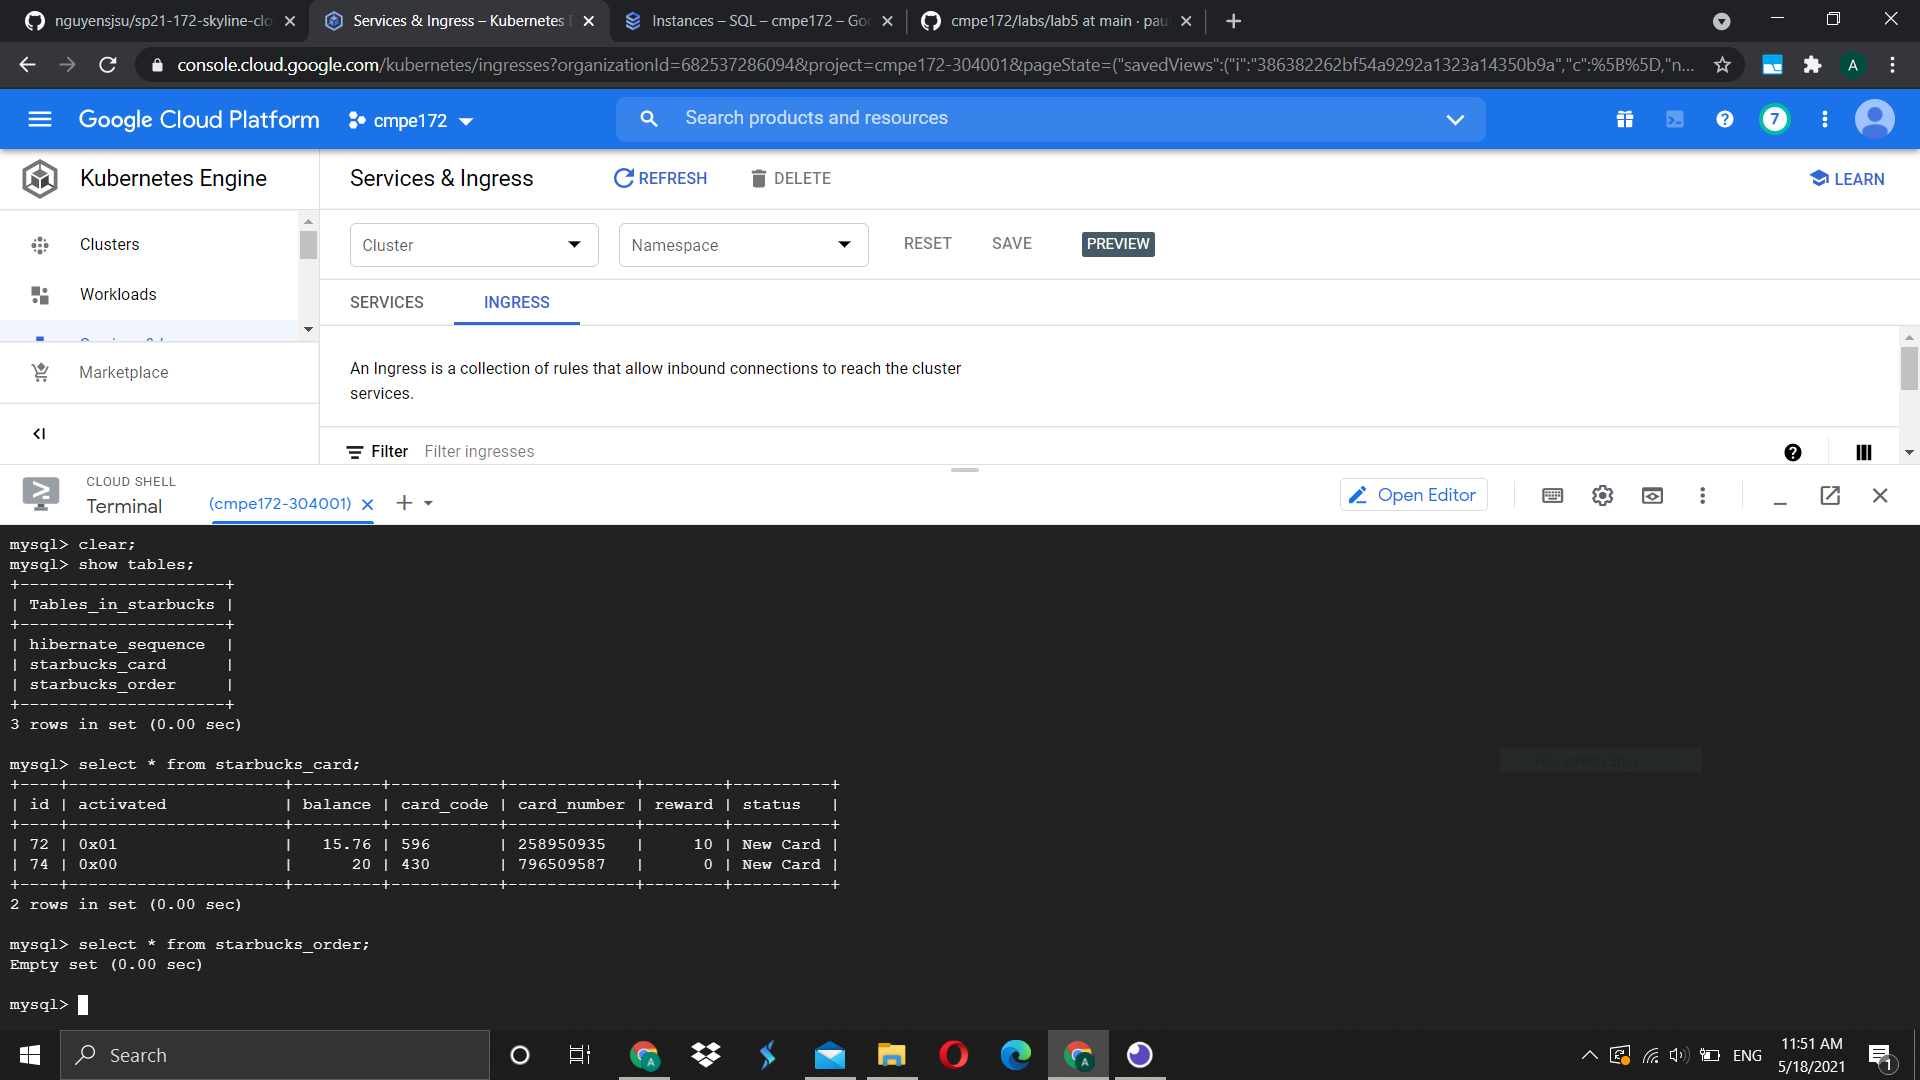 nguyensjsu/sp21-172-skyline-clo
Services & Ingress – Kubernetes E
Instances – SQL – cmpe172 – Goo
cmpe172/labs/lab5 at main · pau
console.cloud.google.com/kubernetes/ingresses?organizationId=682537286094&project=cmpe172-304001&pageState=("savedViews":("i":"386382262bf54a9292a1323a14350b9a","c":%5B%5D,"n...
A
Google Cloud Platform
cmpe172
Search products and resources
7
Kubernetes Engine
Services & Ingress
REFRESH
DELETE
LEARN
Clusters
Workloads
Marketplace
Cluster
Namespace
RESET
SAVE
PREVIEW
SERVICES
INGRESS
An Ingress is a collection of rules that allow inbound connections to reach the cluster
services.
Filter Filter ingresses
CLOUD SHELL
Terminal
(cmpe172-304001)
Open Editor
mysql> clear;
mysql> show tables;
+---------------------+
| Tables_in_starbucks |
+---------------------+
| hibernate_sequence  |
| starbucks_card      |
| starbucks_order     |
+---------------------+
3 rows in set (0.00 sec)
mysql> select * from starbucks_card;
+----+----------------------+---------+-----------+-------------+--------+----------+
| id | activated            | balance | card_code | card_number | reward | status   |
+----+----------------------+---------+-----------+-------------+--------+----------+
| 72 | 0x01                 |   15.76 | 596       | 258950935   |     10 | New Card |
| 74 | 0x00                 |      20 | 430       | 796509587   |      0 | New Card |
+----+----------------------+---------+-----------+-------------+--------+----------+
2 rows in set (0.00 sec)
mysql> select * from starbucks_order;
Empty set (0.00 sec)
mysql>
Full-screen Snip
Search
ENG
11:51 AM
5/18/2021
1